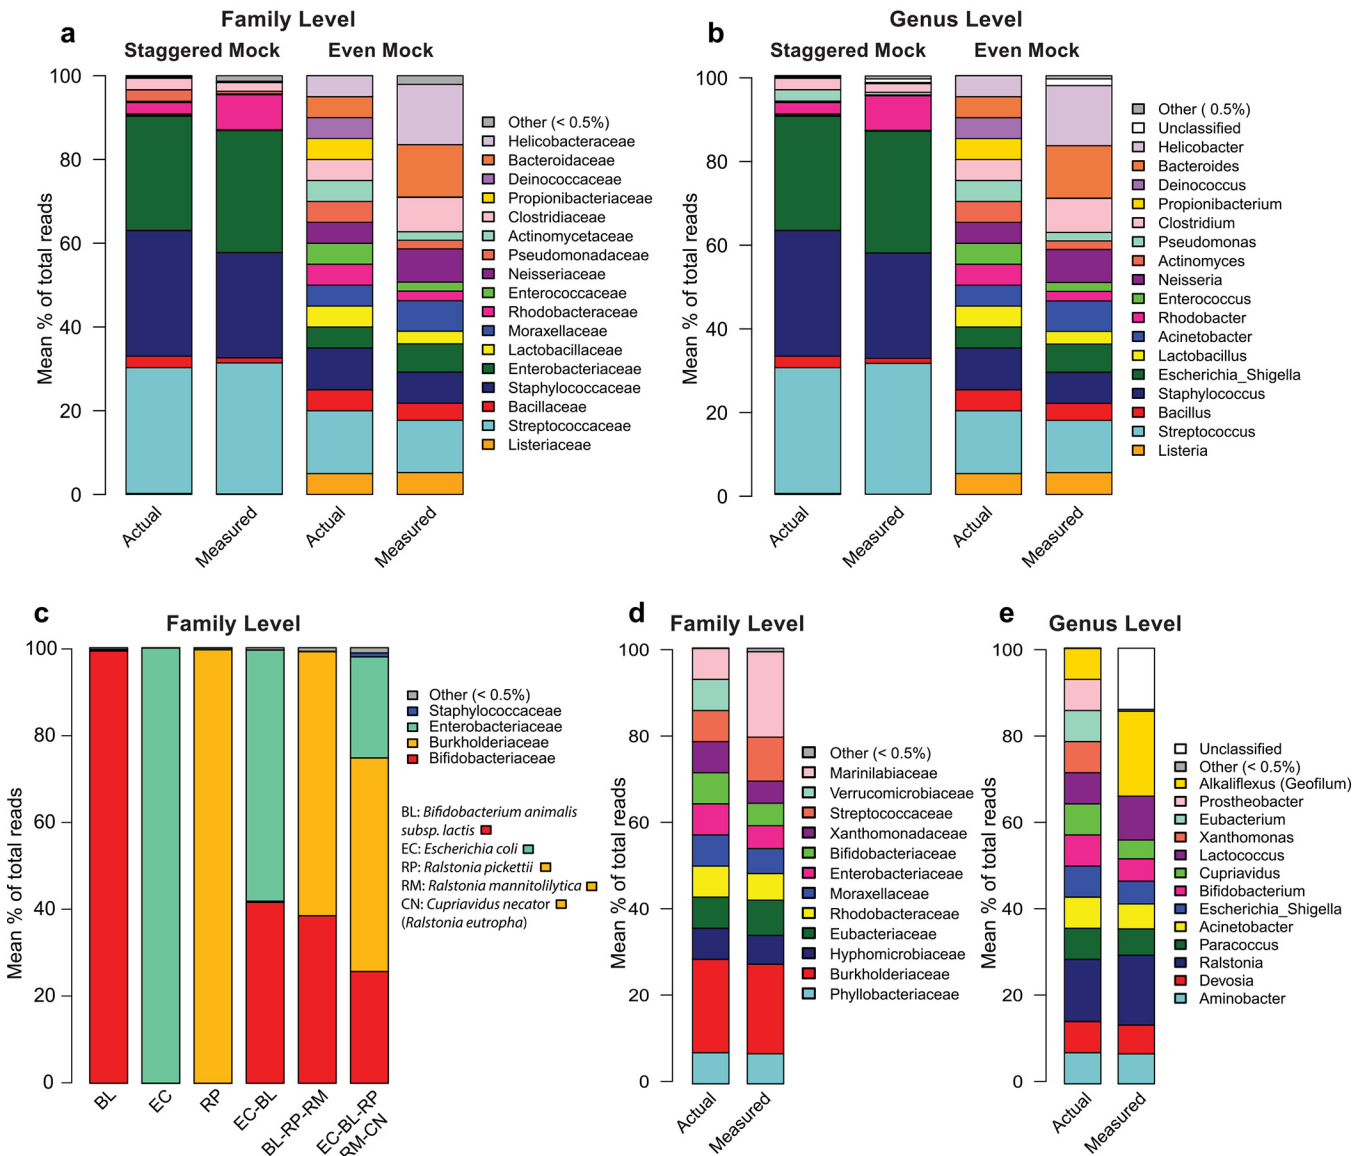 a
Family Level
Staggered Mock
Even Mock
Mean % of total reads
100
80
60
40
20
0
Actual
Measured
Actual
Measured
Other (< 0.5%)
Helicobacteraceae
Bacteroidaceae
Deinococcaceae
Propionibacteriaceae
Clostridiaceae
Actinomycetaceae
Pseudomonadaceae
Neisseriaceae
Enterococcaceae
Rhodobacteraceae
Moraxellaceae
Lactobacillaceae
Enterobacteriaceae
Staphylococcaceae
Bacillaceae
Streptococcaceae
Listeriaceae
b
Genus Level
Staggered Mock
Even Mock
Mean % of total reads
100
80
60
40
20
0
Actual
Measured
Actual
Measured
Other ( 0.5%)
Unclassified
Helicobacter
Bacteroides
Deinococcus
Propionibacterium
Clostridium
Pseudomonas
Actinomyces
Neisseria
Enterococcus
Rhodobacter
Acinetobacter
Lactobacillus
Escherichia_Shigella
Staphylococcus
Bacillus
Streptococcus
Listeria
c
Family Level
Mean % of total reads
100
80
60
40
20
0
BL
EC
RP
EC-BL
BL-RP-RM
EC-BL-RP
RM-CN
Other (< 0.5%)
Staphylococcaceae
Enterobacteriaceae
Burkholderiaceae
Bifidobacteriaceae
BL: Bifidobacterium animalis
subsp. lactis
EC: Escherichia coli
RP: Ralstonia pickettii
RM: Ralstonia mannitolilytica
CN: Cupriavidus necator
(Ralstonia eutropha)
d
Family Level
Mean % of total reads
100
80
60
40
20
0
Actual
Measured
Other (< 0.5%)
Marinilabiaceae
Verrucomicrobiaceae
Streptococcaceae
Xanthomonadaceae
Bifidobacteriaceae
Enterobacteriaceae
Moraxellaceae
Rhodobacteraceae
Eubacteriaceae
Hyphomicrobiaceae
Burkholderiaceae
Phyllobacteriaceae
e
Genus Level
Mean % of total reads
100
80
60
40
20
0
Actual
Measured
Unclassified
Other (< 0.5%)
Alkaliflexus (Geofilum)
Prostheobacter
Eubacterium
Xanthomonas
Lactococcus
Cupriavidus
Bifidobacterium
Escherichia_Shigella
Acinetobacter
Paracoccus
Ralstonia
Devosia
Aminobacter